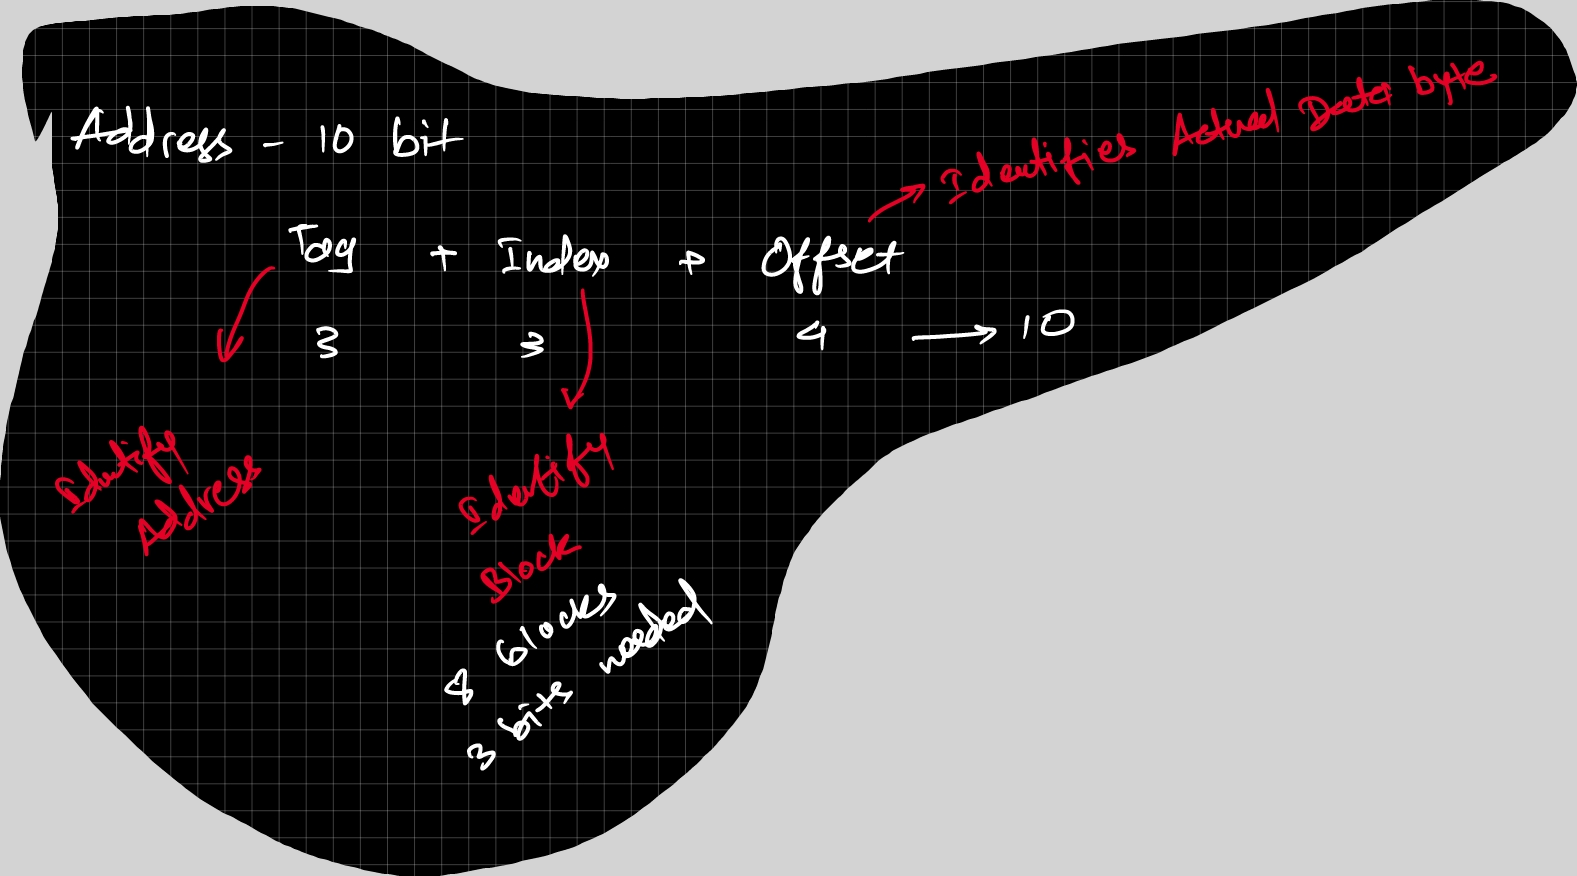 Address - 10 bit
→ Identifies Actual Data byte
Tag + Index + Offset
3 3 4 → 10
Identify
Address
Identify
Block
8 blocks
3 bits needed